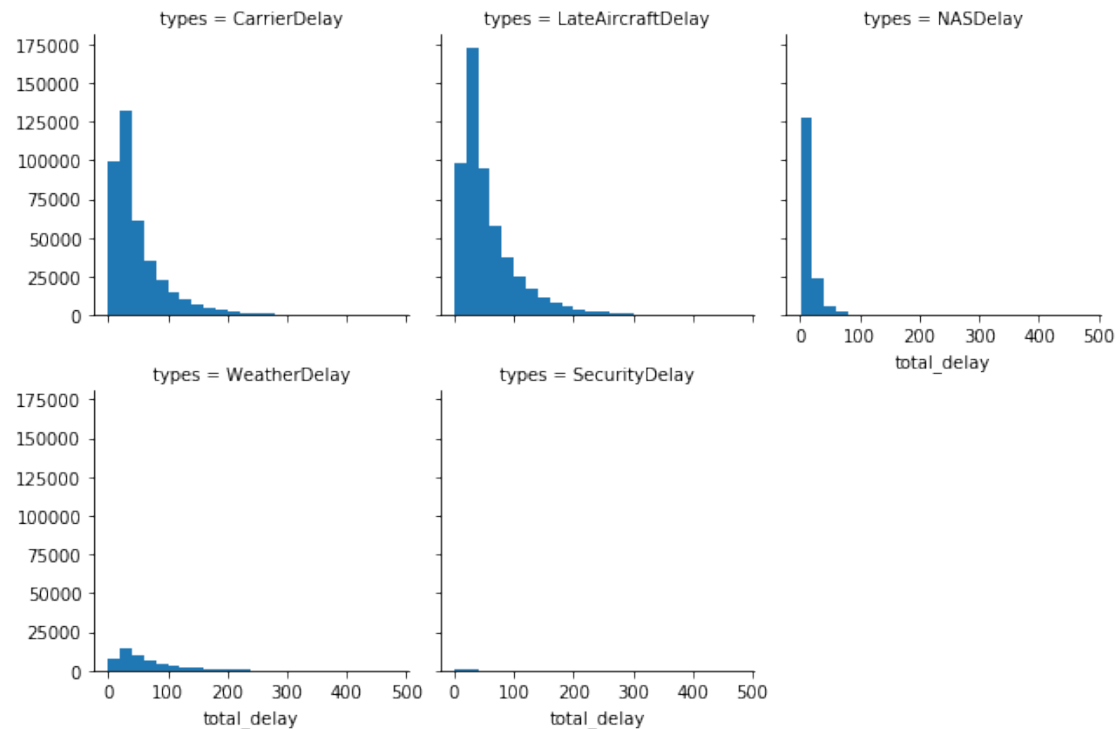 types = CarrierDelay
types = LateAircraftDelay
types = NASDelay
175000
150000
125000
100000
75000
50000
25000
0
0 100 200 300 400 500
total_delay
types = WeatherDelay
types = SecurityDelay
175000
150000
125000
100000
75000
50000
25000
0
0 100 200 300 400 500
0 100 200 300 400 500
total_delay
total_delay